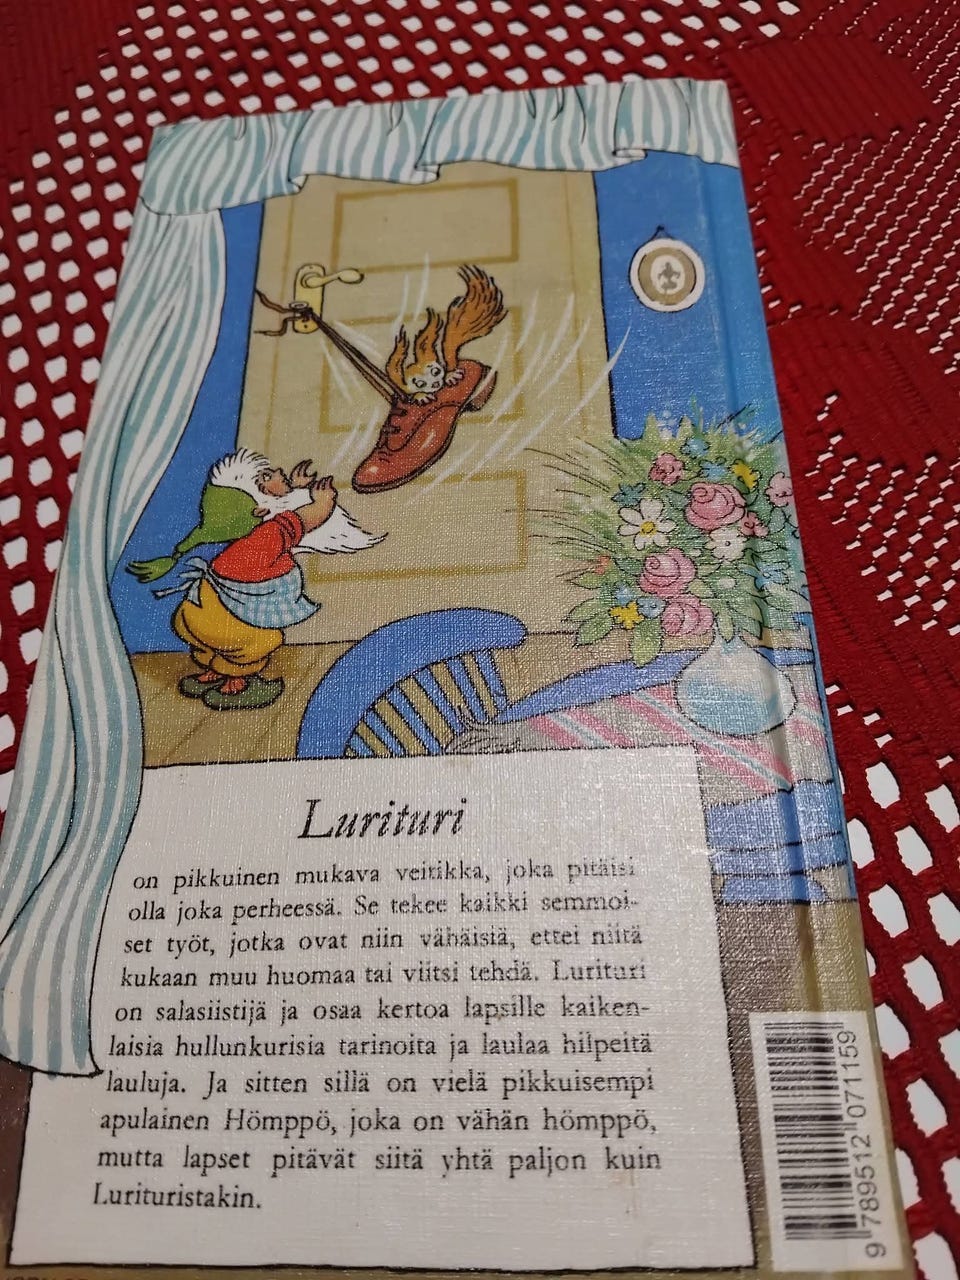 Lurituri
on pikkuinen mukava veitikka, joka pitäisi
olla joka perheessä. Se tekee kaikki semmoi-
set työt, jotka ovat niin vähäisiä, ettei niitä
kukaan muu huomaa tai viitsi tehdä. Lurituri
on salasiistijä ja osaa kertoa lapsille kaiken-
laisia hullunkurisia tarinoita ja laulaa hilpeitä
lauluja. Ja sitten sillä on vielä pikkuisempi
apulainen Hömppö, joka on vähän hömppö,
mutta lapset pitävät siitä yhtä paljon kuin
Lurituristakin.
9 789512 071159